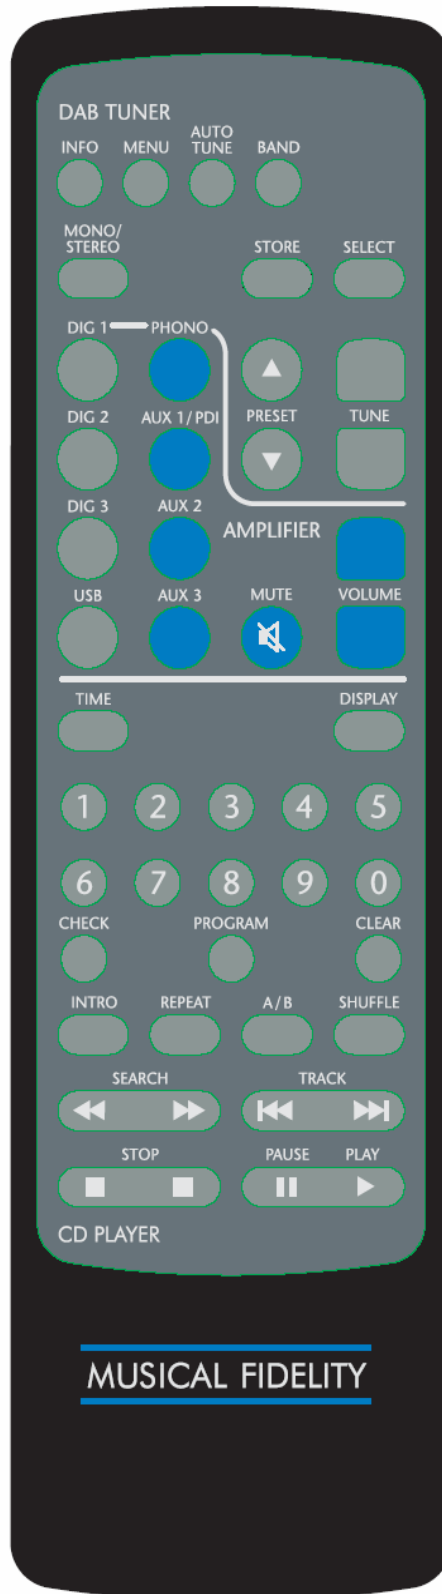 DAB TUNER
INFO MENU AUTO TUNE BAND
MONO/
STEREO STORE SELECT
DIG 1 PHONO
DIG 2 AUX 1/PDI PRESET TUNE
DIG 3 AUX 2
AMPLIFIER
USB AUX 3 MUTE VOLUME
TIME DISPLAY
1 2 3 4 5
6 7 8 9 0
CHECK PROGRAM CLEAR
INTRO REPEAT A/B SHUFFLE
SEARCH TRACK
STOP PAUSE PLAY
CD PLAYER
MUSICAL FIDELITY